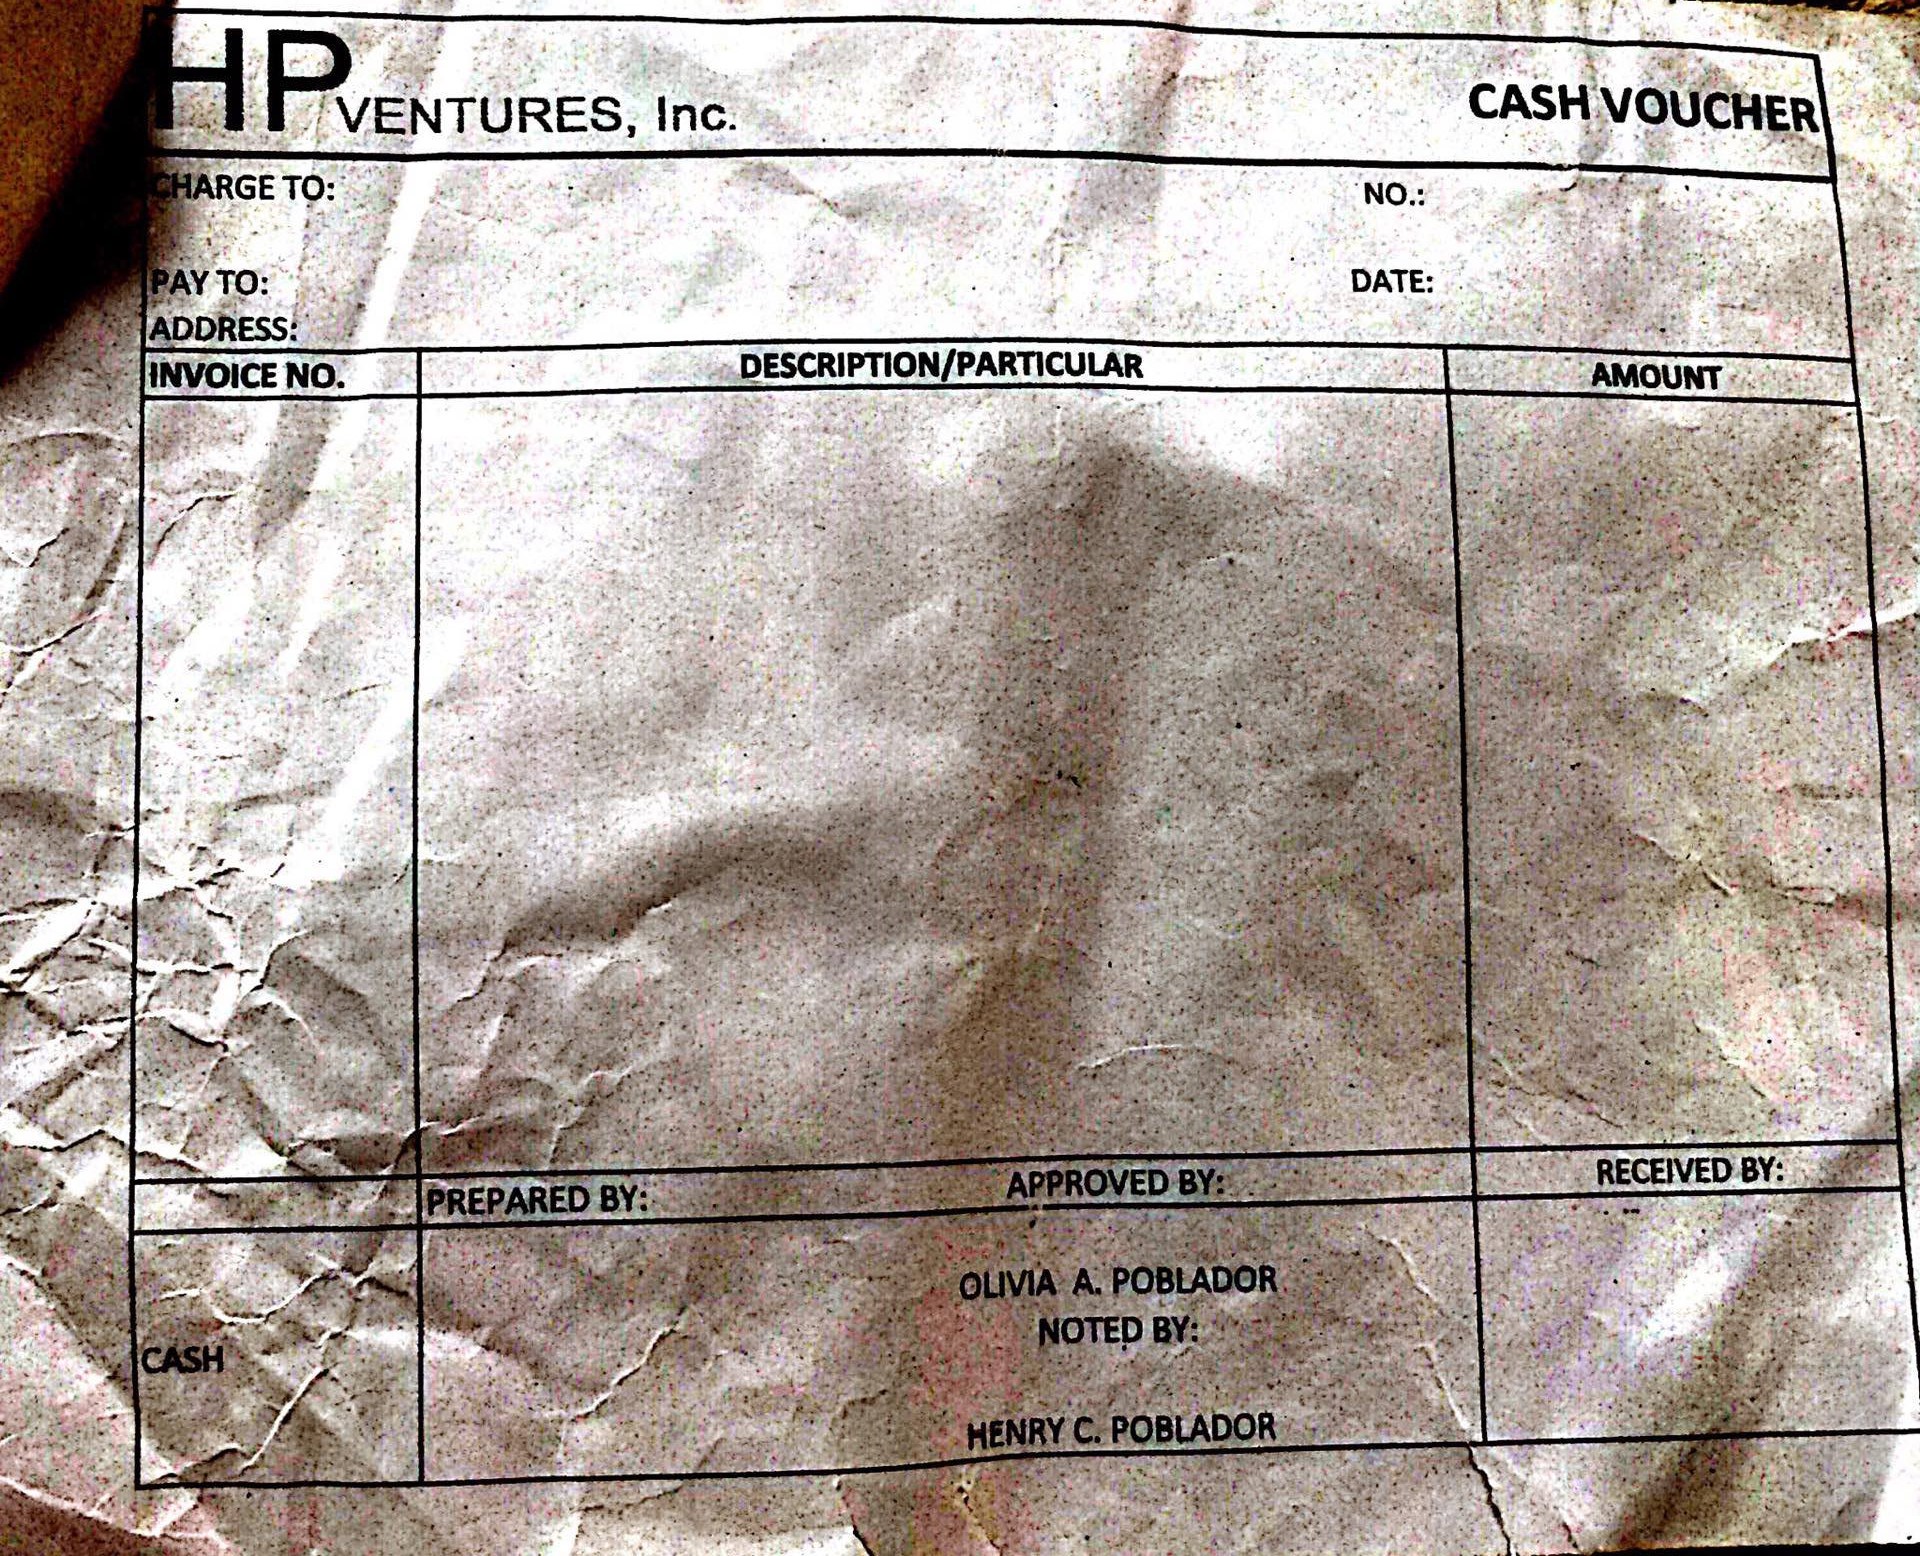 HP VENTURES, Inc. CASH VOUCHER
CHARGE TO: NO.:
PAY TO: DATE:
ADDRESS:
INVOICE NO. DESCRIPTION/PARTICULAR AMOUNT
PREPARED BY: APPROVED BY: RECEIVED BY:
OLIVIA A. POBLADOR
NOTED BY:
CASH
HENRY C. POBLADOR